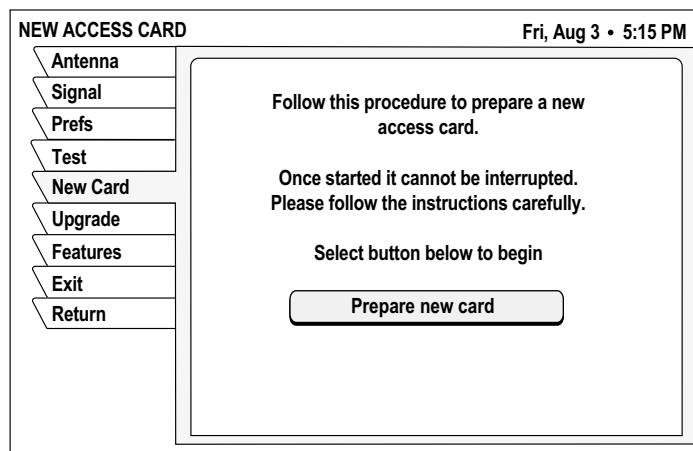 NEW ACCESS CARD
Fri, Aug 3 • 5:15 PM
Antenna
Signal
Prefs
Test
New Card
Upgrade
Features
Exit
Return
Follow this procedure to prepare a new
access card.
Once started it cannot be interrupted.
Please follow the instructions carefully.
Select button below to begin
Prepare new card